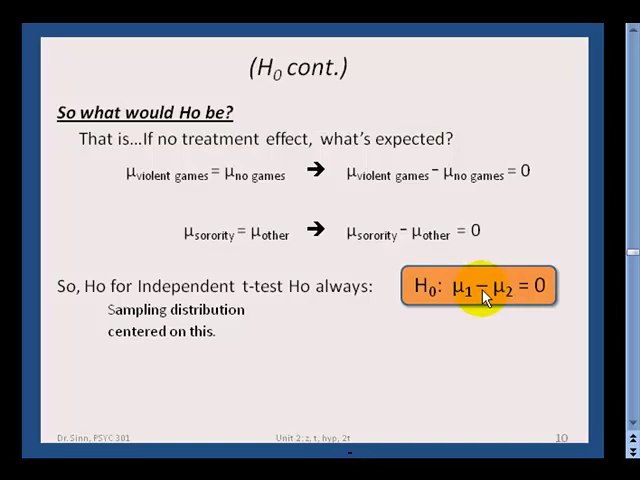 (H₀ cont.)
So what would Ho be?
That is...If no treatment effect, what's expected?
μviolent games = μno games ➔ μviolent games − μno games = 0
μsorority = μother ➔ μsorority − μother = 0
So, Ho for Independent t-test Ho always: H₀: μ₁ − μ₂ = 0
Sampling distribution
centered on this.
Dr. Sinn, PSYC 301 Unit 2: z, t, hyp, 2t 10